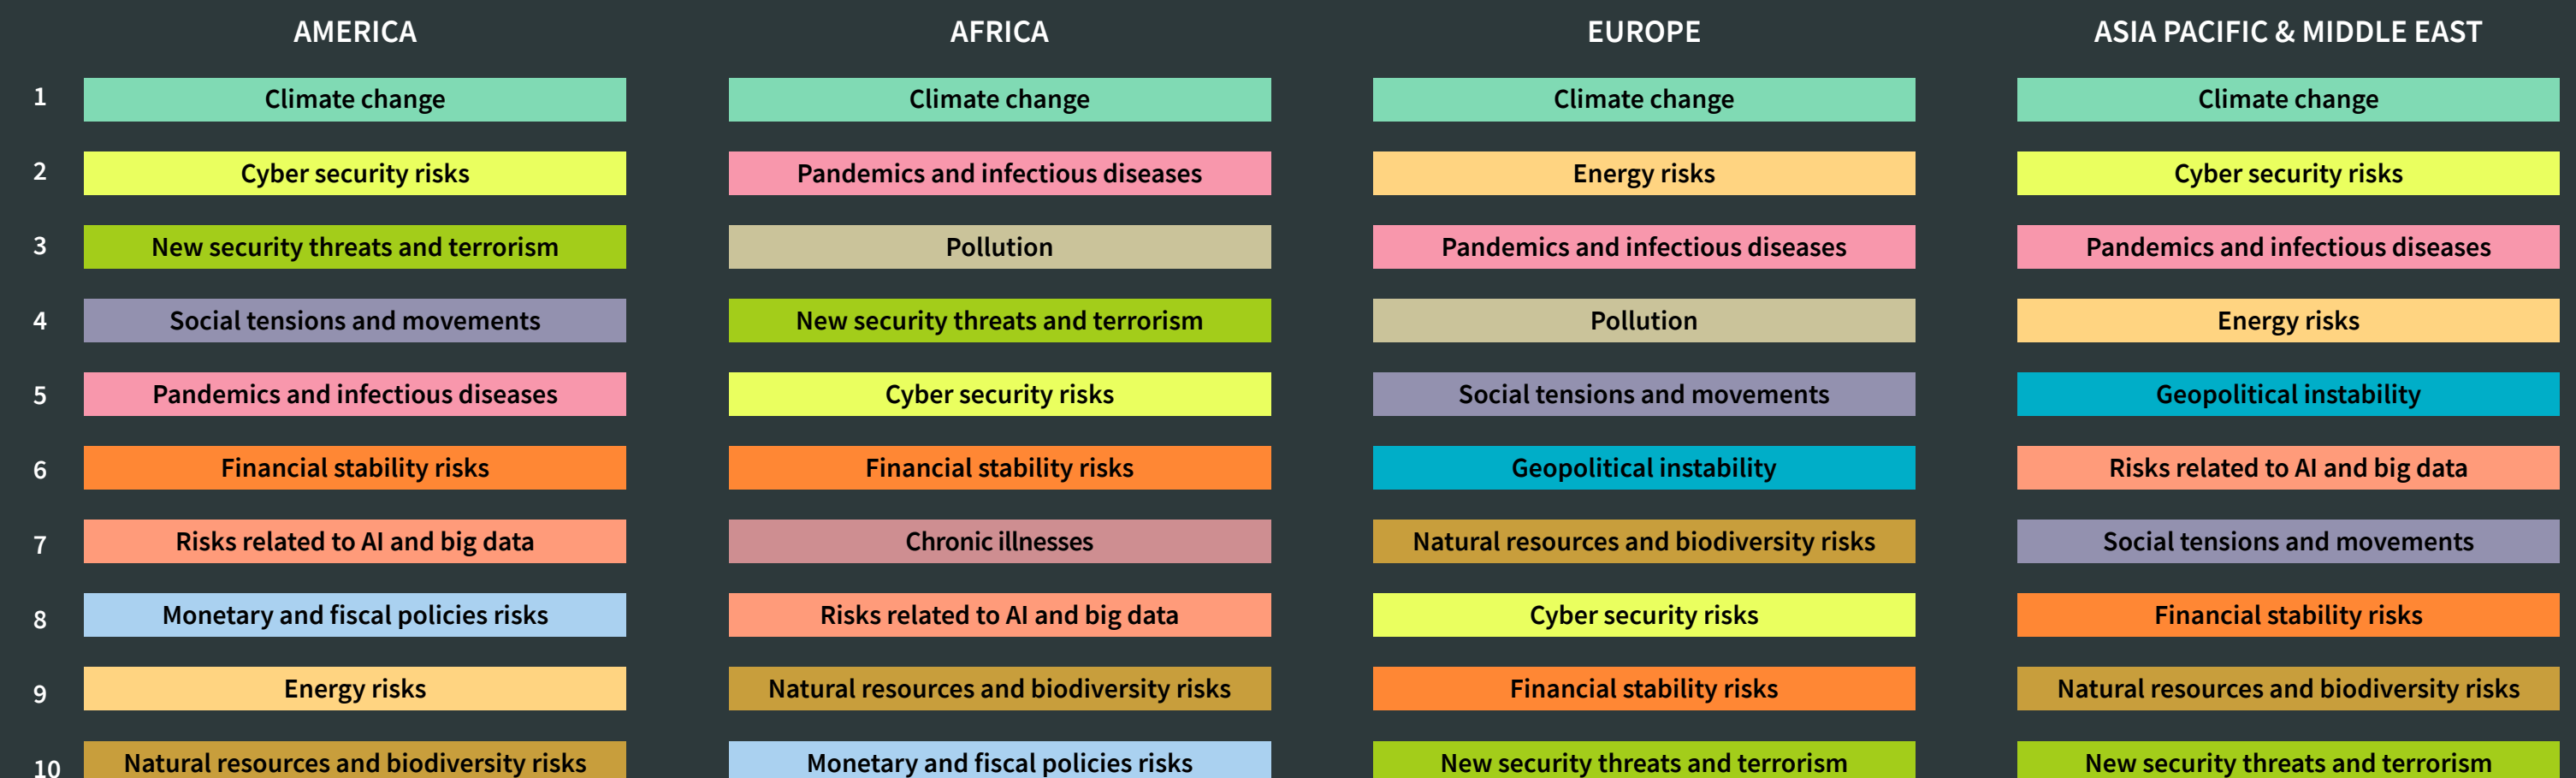 AMERICA AFRICA EUROPE ASIA PACIFIC & MIDDLE EAST
1 Climate change Climate change Climate change Climate change
2 Cyber security risks Pandemics and infectious diseases Energy risks Cyber security risks
3 New security threats and terrorism Pollution Pandemics and infectious diseases Pandemics and infectious diseases
4 Social tensions and movements New security threats and terrorism Pollution Energy risks
5 Pandemics and infectious diseases Cyber security risks Social tensions and movements Geopolitical instability
6 Financial stability risks Financial stability risks Geopolitical instability Risks related to AI and big data
7 Risks related to AI and big data Chronic illnesses Natural resources and biodiversity risks Social tensions and movements
8 Monetary and fiscal policies risks Risks related to AI and big data Cyber security risks Financial stability risks
9 Energy risks Natural resources and biodiversity risks Financial stability risks Natural resources and biodiversity risks
10 Natural resources and biodiversity risks Monetary and fiscal policies risks New security threats and terrorism New security threats and terrorism